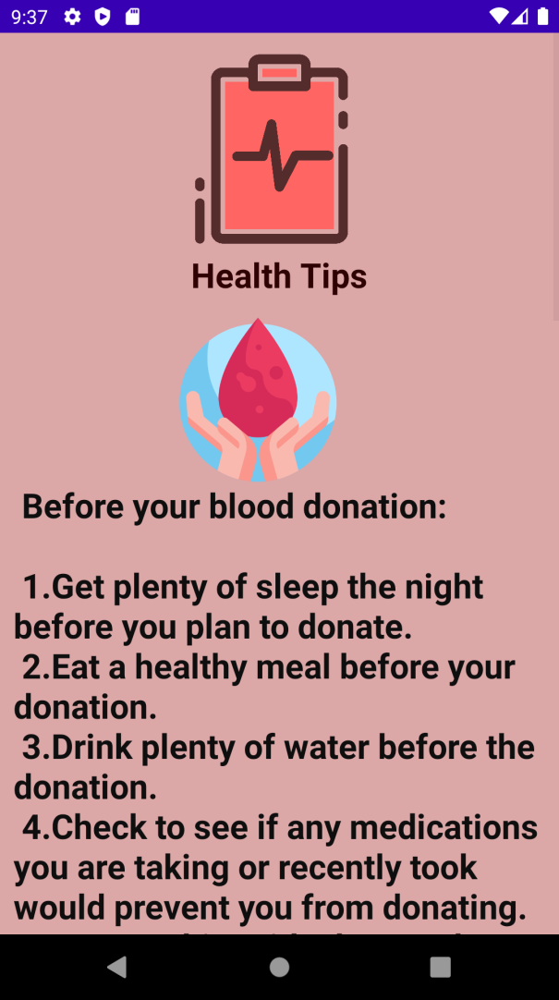 9:37
Health Tips
Before your blood donation:
1.Get plenty of sleep the night
before you plan to donate.
2.Eat a healthy meal before your
donation.
3.Drink plenty of water before the
donation.
4.Check to see if any medications
you are taking or recently took
would prevent you from donating.